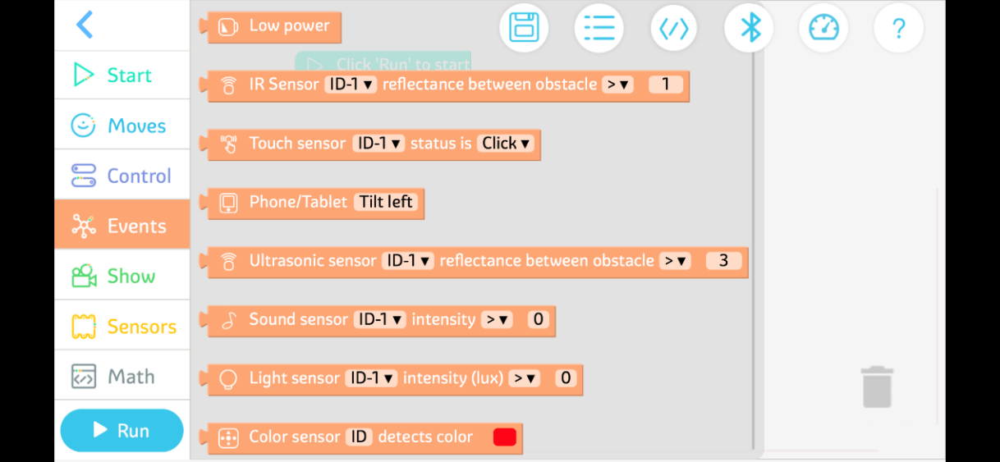 Low power
Start
Click 'Run' to start
IR Sensor ID-1 ▾ reflectance between obstacle > ▾ 1
Moves
Touch sensor ID-1 ▾ status is Click ▾
Control
Phone/Tablet Tilt left
Events
Ultrasonic sensor ID-1 ▾ reflectance between obstacle > ▾ 3
Show
Sound sensor ID-1 ▾ intensity > ▾ 0
Sensors
Light sensor ID-1 ▾ intensity (lux) > ▾ 0
Math
Color sensor ID detects color
Run
?